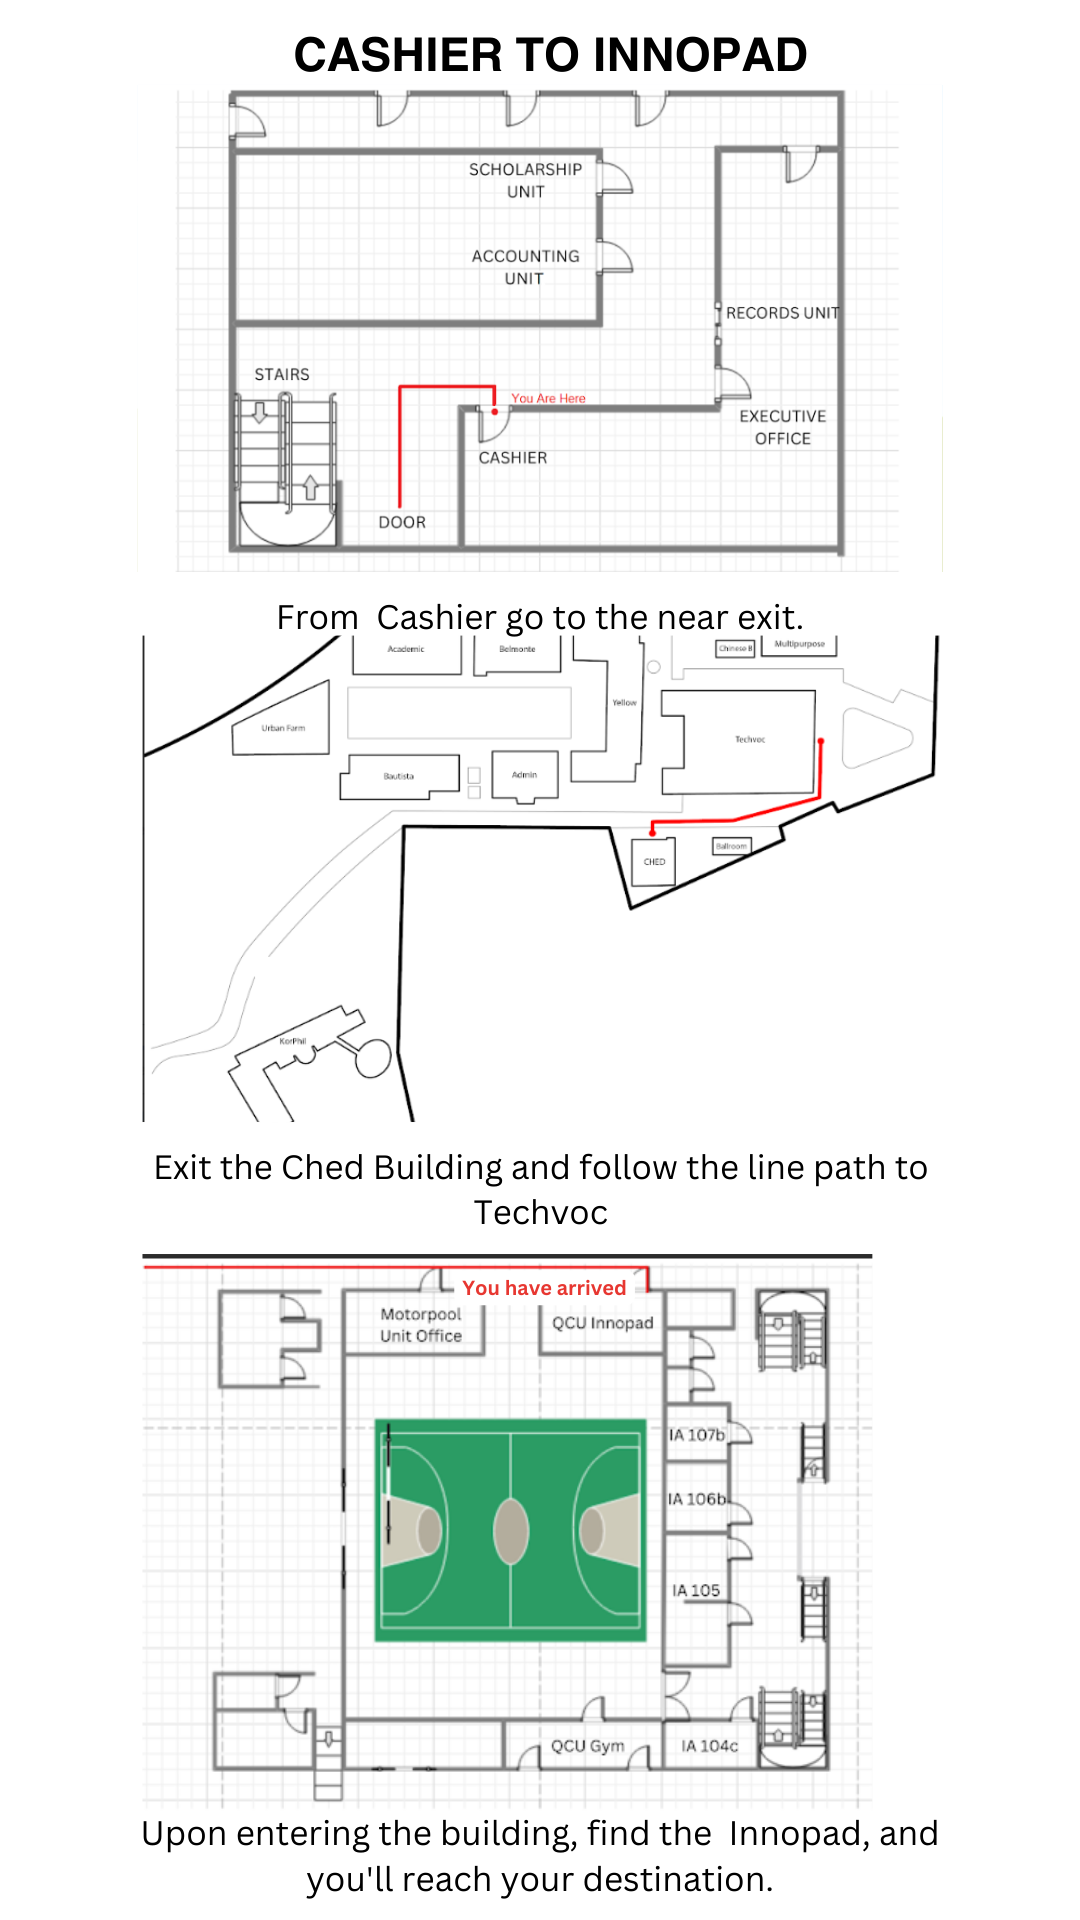 CASHIER TO INNOPAD
SCHOLARSHIP
UNIT
ACCOUNTING
UNIT
RECORDS UNIT
STAIRS
You Are Here
EXECUTIVE
OFFICE
CASHIER
DOOR
From Cashier go to the near exit.
Academic
Belmonte
Chinese B
Multipurpose
Yellow
Urban Farm
Techvoc
Bautista
Admin
Ballroom
CHED
KorPhil
Exit the Ched Building and follow the line path to
Techvoc
You have arrived
Motorpool
Unit Office
QCU Innopad
IA 107b
IA 106b
IA 105
QCU Gym
IA 104c
Upon entering the building, find the Innopad, and
you'll reach your destination.